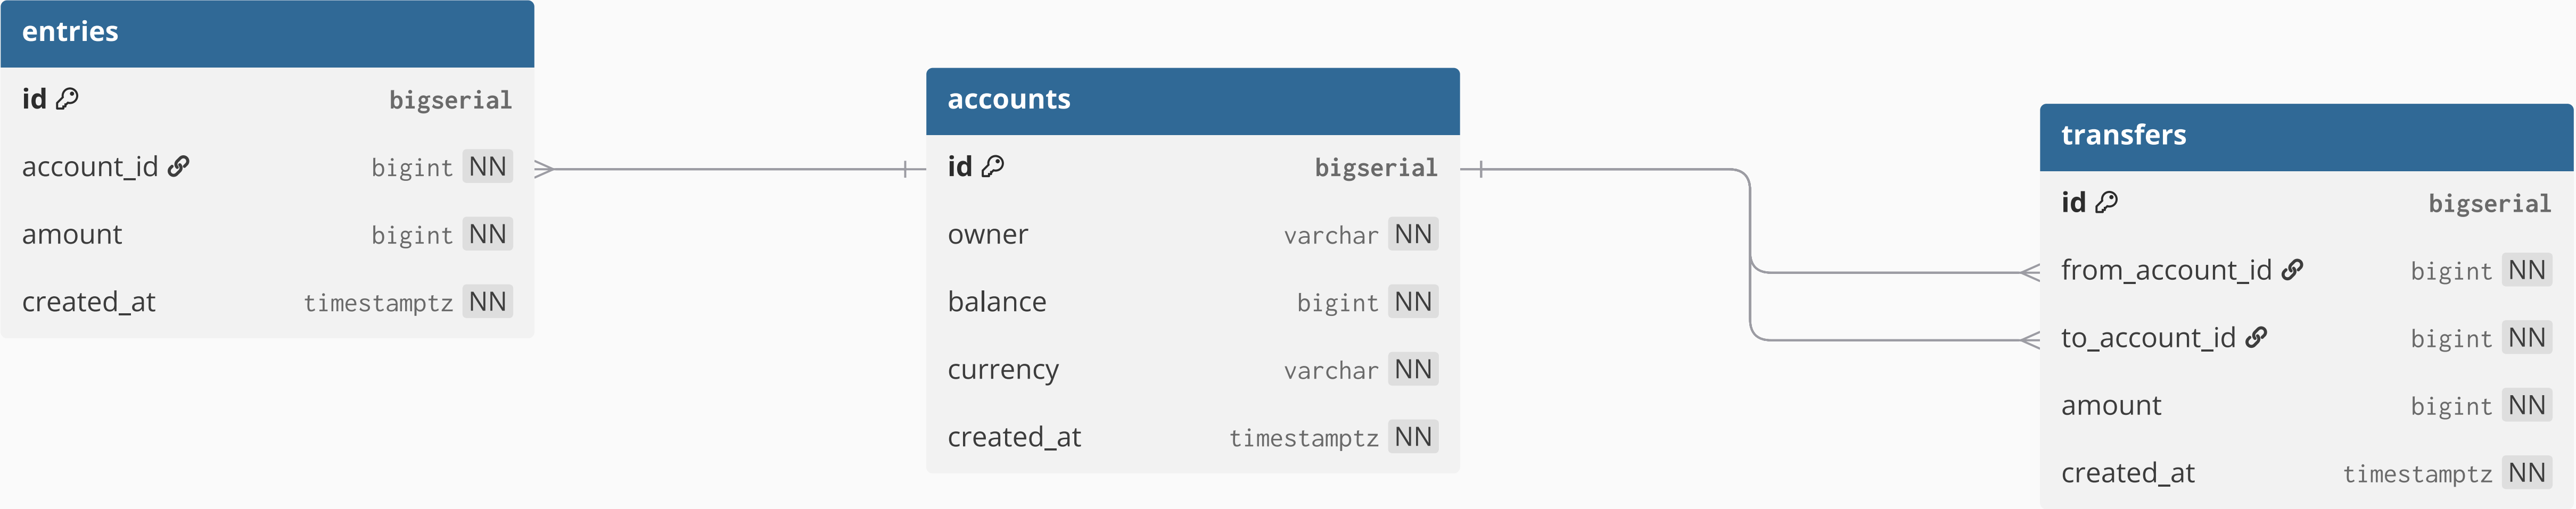 entries
id bigserial
account_id bigint NN
amount bigint NN
created_at timestamptz NN
accounts
id bigserial
owner varchar NN
balance bigint NN
currency varchar NN
created_at timestamptz NN
transfers
id bigserial
from_account_id bigint NN
to_account_id bigint NN
amount bigint NN
created_at timestamptz NN